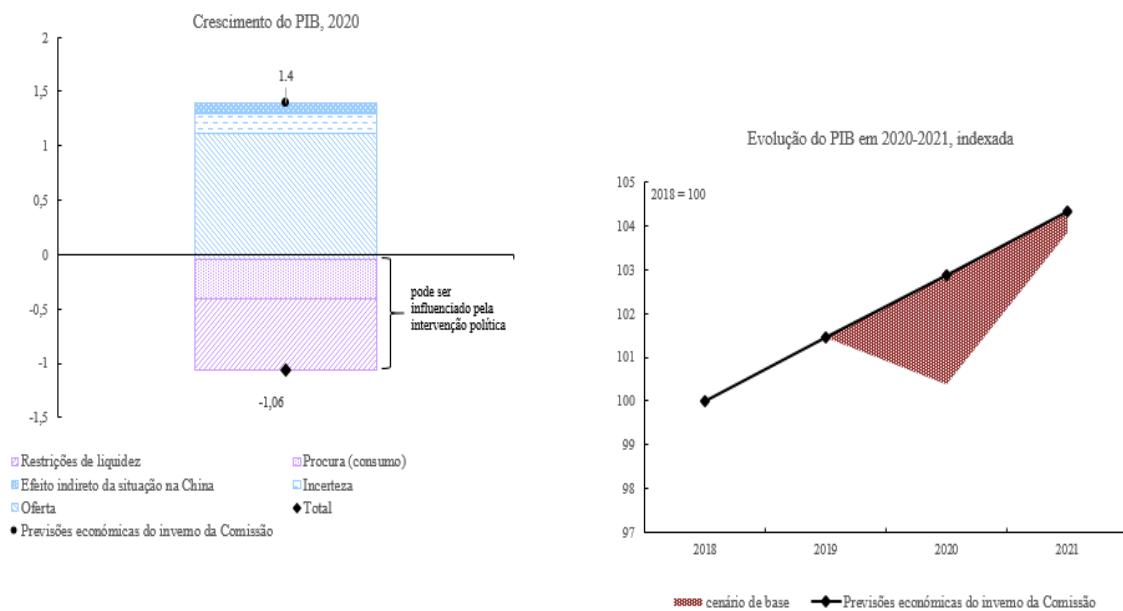 Crescimento do PIB, 2020
2
1,5
1
0,5
0
-0,5
-1
-1,5
1.4
-1,06
pode ser
influenciado pela
intervenção política
Restrições de liquidez
Procura (consumo)
Efeito indireto da situação na China
Incerteza
Oferta
Total
Previsões económicas do inverno da Comissão
Evolução do PIB em 2020-2021, indexada
2018 = 100
105
104
103
102
101
100
99
98
97
2018
2019
2020
2021
cenário de base
Previsões económicas do inverno da Comissão